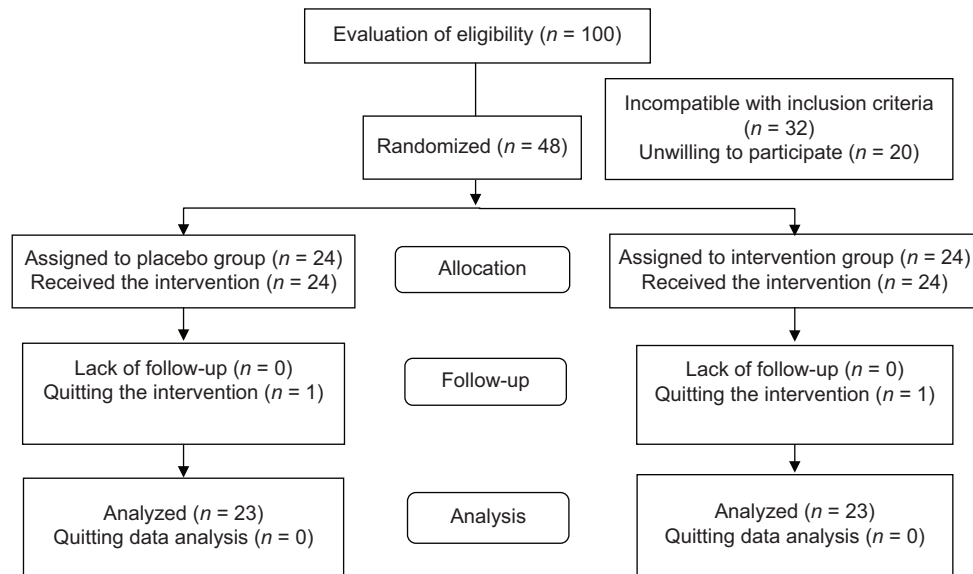 Evaluation of eligibility (n = 100)
Incompatible with inclusion criteria
(n = 32)
Unwilling to participate (n = 20)
Randomized (n = 48)
Assigned to placebo group (n = 24)
Received the intervention (n = 24)
Allocation
Assigned to intervention group (n = 24)
Received the intervention (n = 24)
Lack of follow-up (n = 0)
Quitting the intervention (n = 1)
Follow-up
Lack of follow-up (n = 0)
Quitting the intervention (n = 1)
Analyzed (n = 23)
Quitting data analysis (n = 0)
Analysis
Analyzed (n = 23)
Quitting data analysis (n = 0)